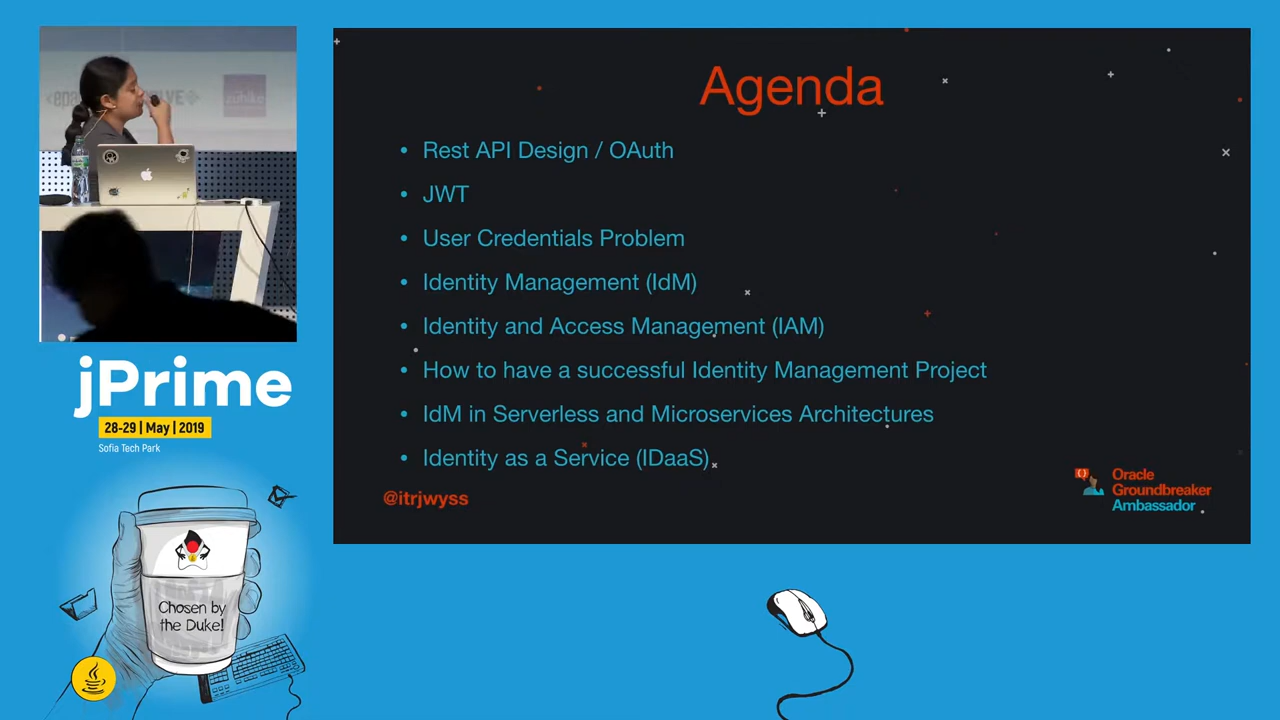 Agenda
• Rest API Design / OAuth
• JWT
• User Credentials Problem
• Identity Management (IdM)
• Identity and Access Management (IAM)
• How to have a successful Identity Management Project
• IdM in Serverless and Microservices Architectures
• Identity as a Service (IDaaS)
@itrjwyss
Oracle
Groundbreaker
Ambassador
jPrime
28-29 | May | 2019
Sofia Tech Park
Chosen by
the Duke!